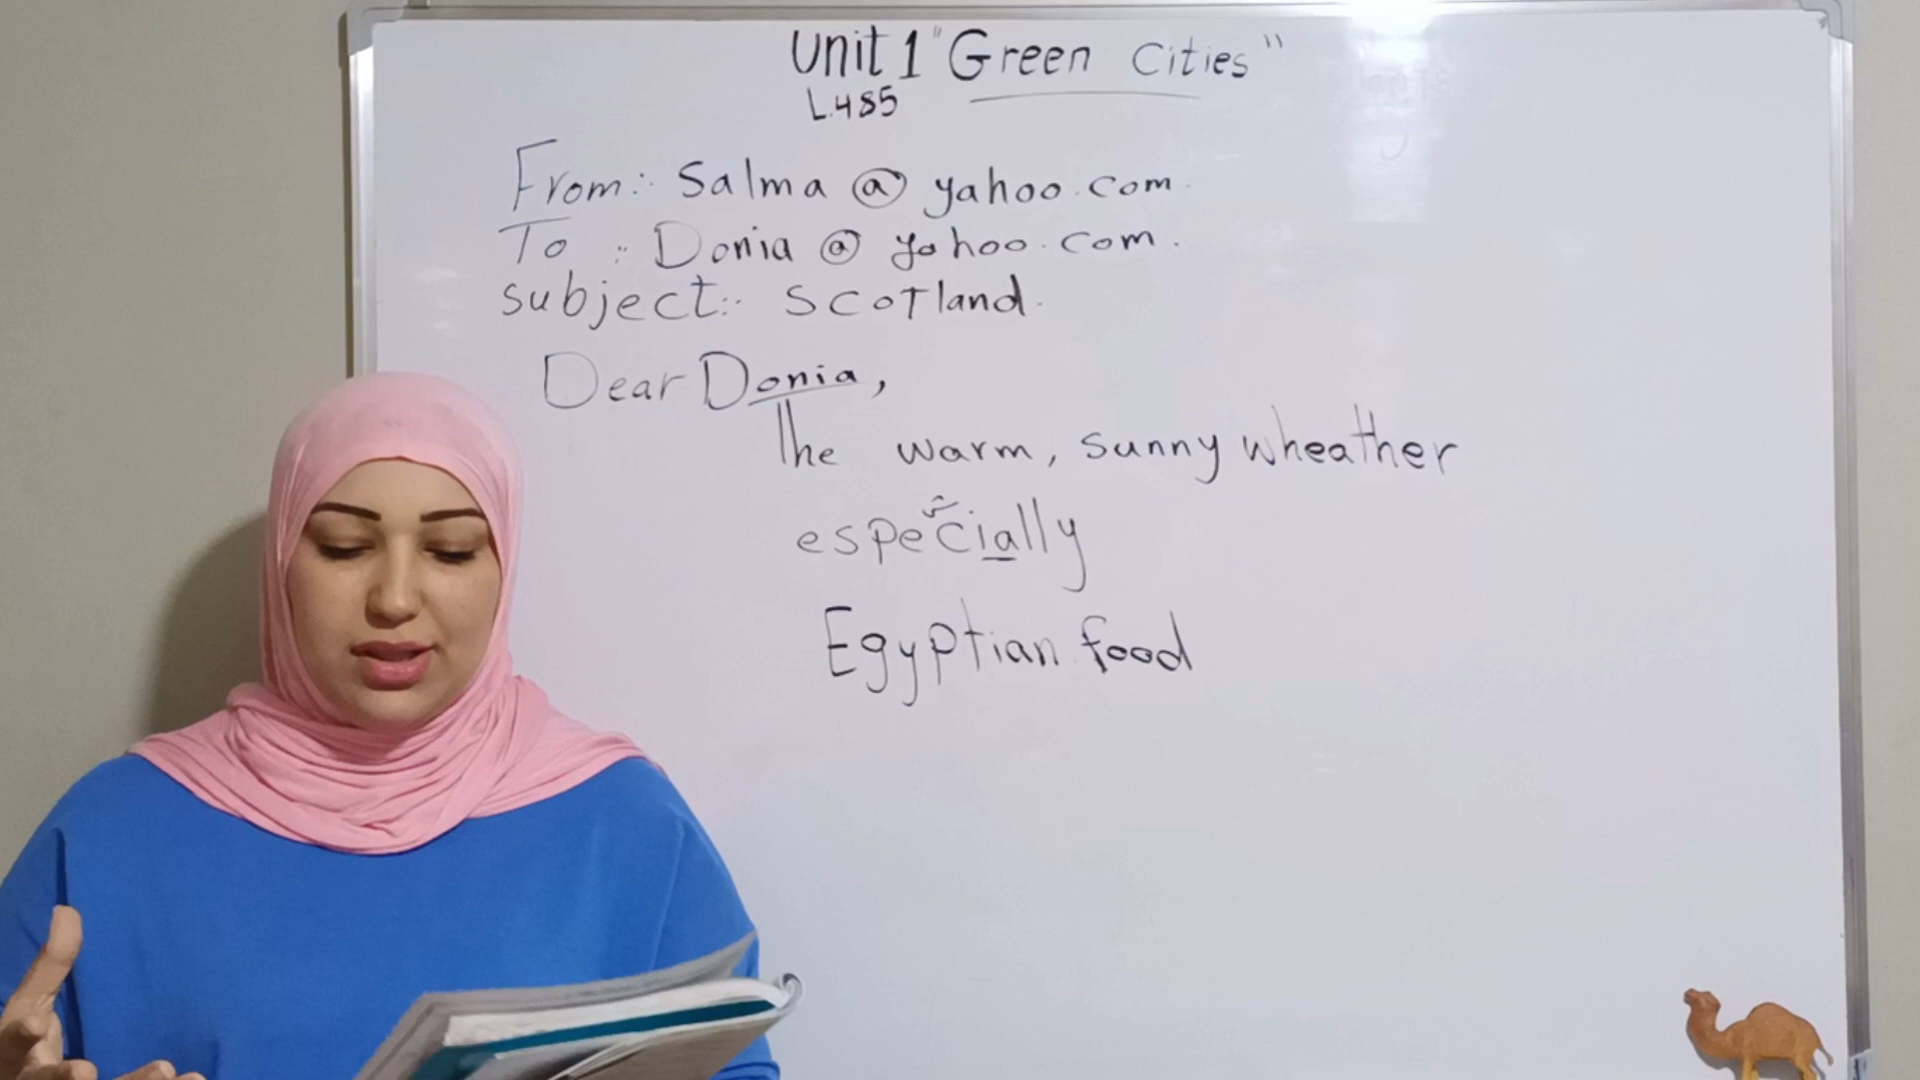 Unit 1 "Green Cities"
L.4&5
From: Salma @ yahoo.com
To : Donia @ yahoo.com.
subject: Scotland.
Dear Donia,
The warm, sunny wheather
especially
Egyptian food